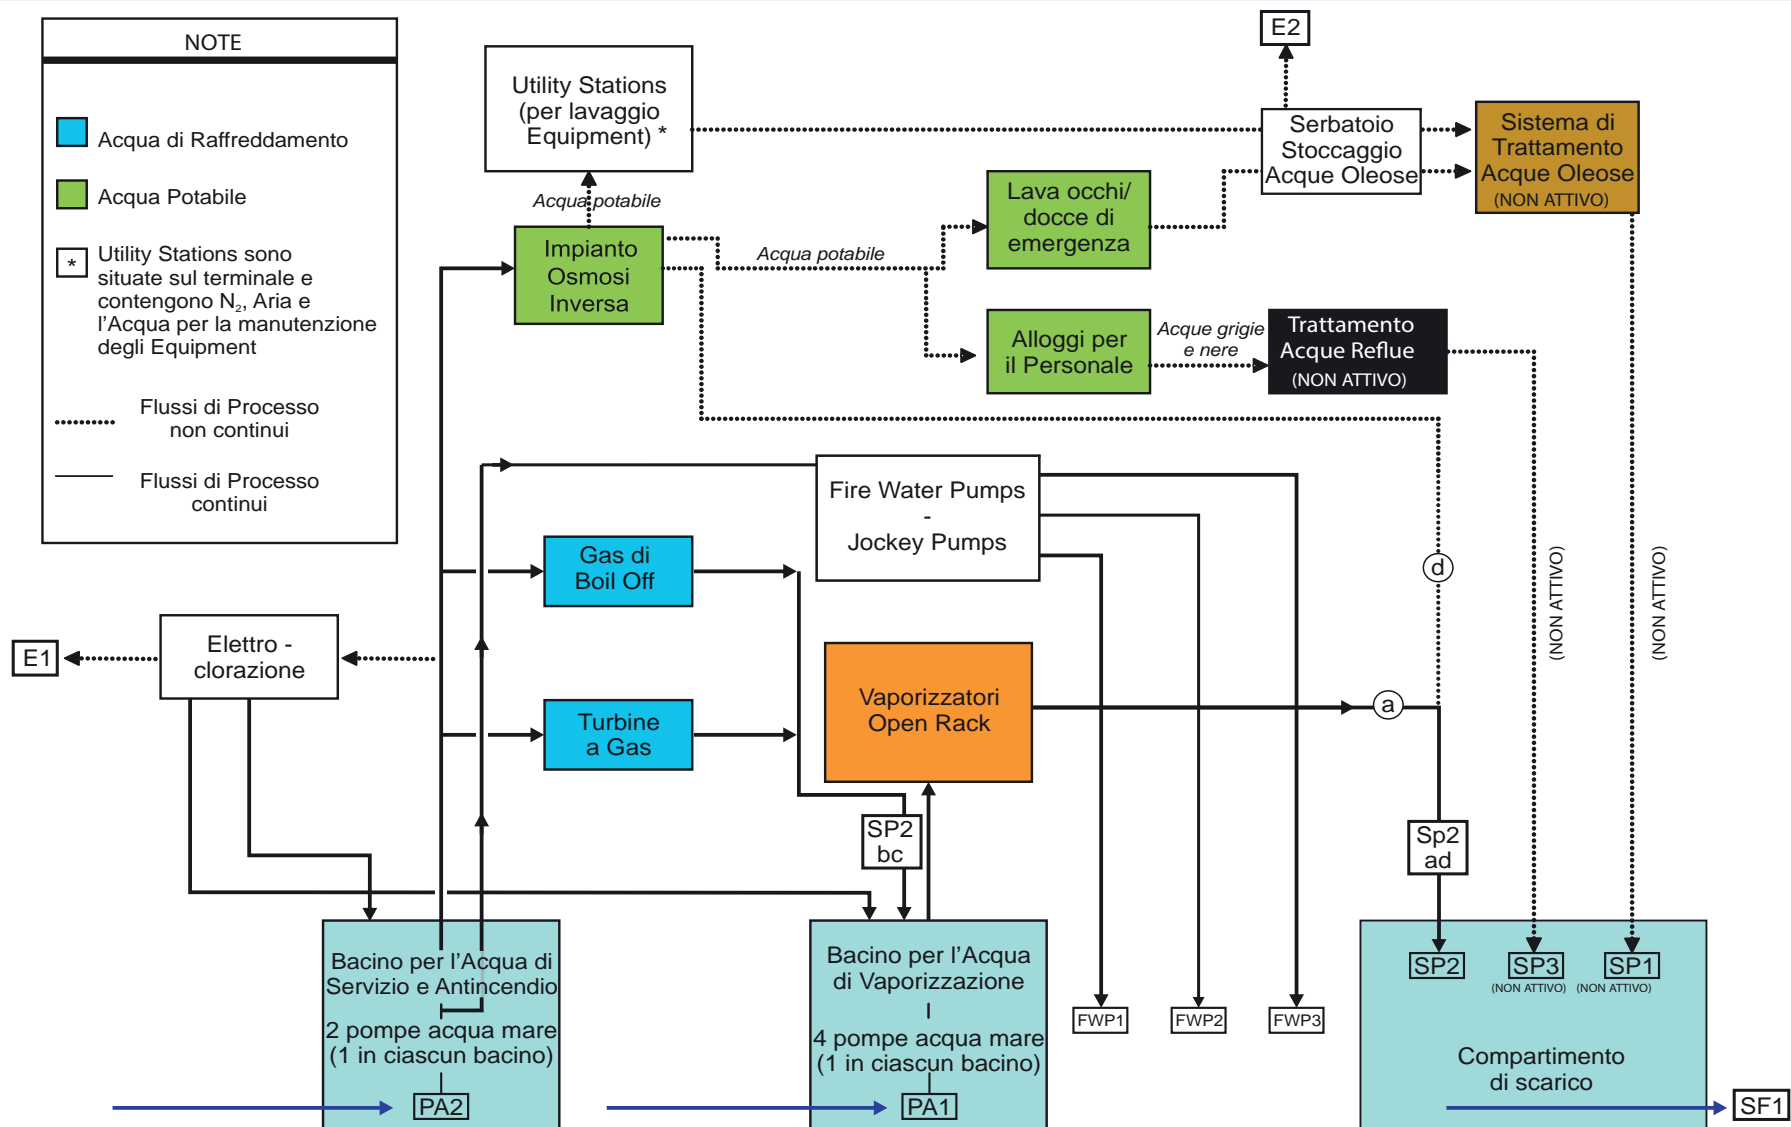 NOTE
Acqua di Raffreddamento
Acqua Potabile
*
Utility Stations sono
situate sul terminale e
contengono N2, Aria e
l'Acqua per la manutenzione
degli Equipment
Flussi di Processo
non continui
Flussi di Processo
continui
E2
Utility Stations
(per lavaggio
Equipment) *
Serbatoio
Stoccaggio
Acque Oleose
Sistema di
Trattamento
Acque Oleose
(NON ATTIVO)
Acqua potabile
Lava occhi/
docce di
emergenza
Impianto
Osmosi
Inversa
Acqua potabile
Alloggi per
il Personale
Acque grigie
e nere
Trattamento
Acque Reflue
(NON ATTIVO)
Fire Water Pumps
-
Jockey Pumps
Gas di
Boil Off
d
(NON ATTIVO)
(NON ATTIVO)
E1
Elettro -
clorazione
Turbine
a Gas
Vaporizzatori
Open Rack
a
SP2
bc
Sp2
ad
Bacino per l'Acqua di
Servizio e Antincendio
2 pompe acqua mare
(1 in ciascun bacino)
PA2
Bacino per l'Acqua
di Vaporizzazione
4 pompe acqua mare
(1 in ciascun bacino)
PA1
FWP1
FWP2
FWP3
SP2
SP3
(NON ATTIVO)
SP1
(NON ATTIVO)
Compartimento
di scarico
SF1